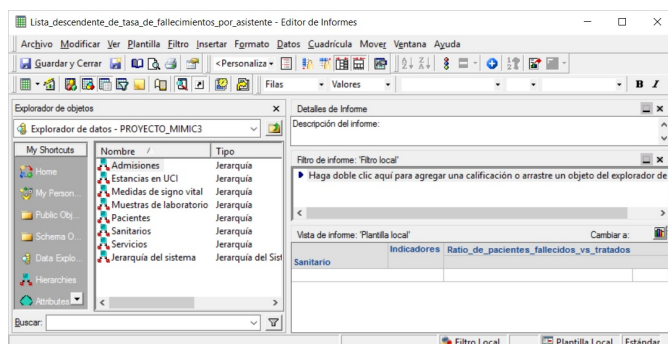 Lista_descendente_de_tasa_de_fallecimientos_por_asistente - Editor de Informes
Archivo Modificar Ver Plantilla Filtro Insertar Formato Datos Cuadrícula Mover Ventana Ayuda
Guardar y Cerrar <Personaliza
Filas Valores B I
Explorador de objetos
Explorador de datos - PROYECTO_MIMIC3
My Shortcuts
Home
My Person...
Public Obj...
Schema O...
Data Explo...
Hierarchies
Attributes
Nombre / Tipo
Admisiones Jerarquía
Estancias en UCI Jerarquía
Medidas de signo vital Jerarquía
Muestras de laboratorio Jerarquía
Pacientes Jerarquía
Sanitarios Jerarquía
Servicios Jerarquía
Jerarquía del sistema Jerarquía del Sist
Buscar:
Detalles de Informe
Descripción del informe:
Filtro de informe: 'Filtro local'
Haga doble clic aquí para agregar una calificación o arrastre un objeto del explorador de
Vista de informe: 'Plantilla local' Cambiar a:
Indicadores Ratio_de_pacientes_fallecidos_vs_tratados
Sanitario
Filtro Local Plantilla Local Estándar